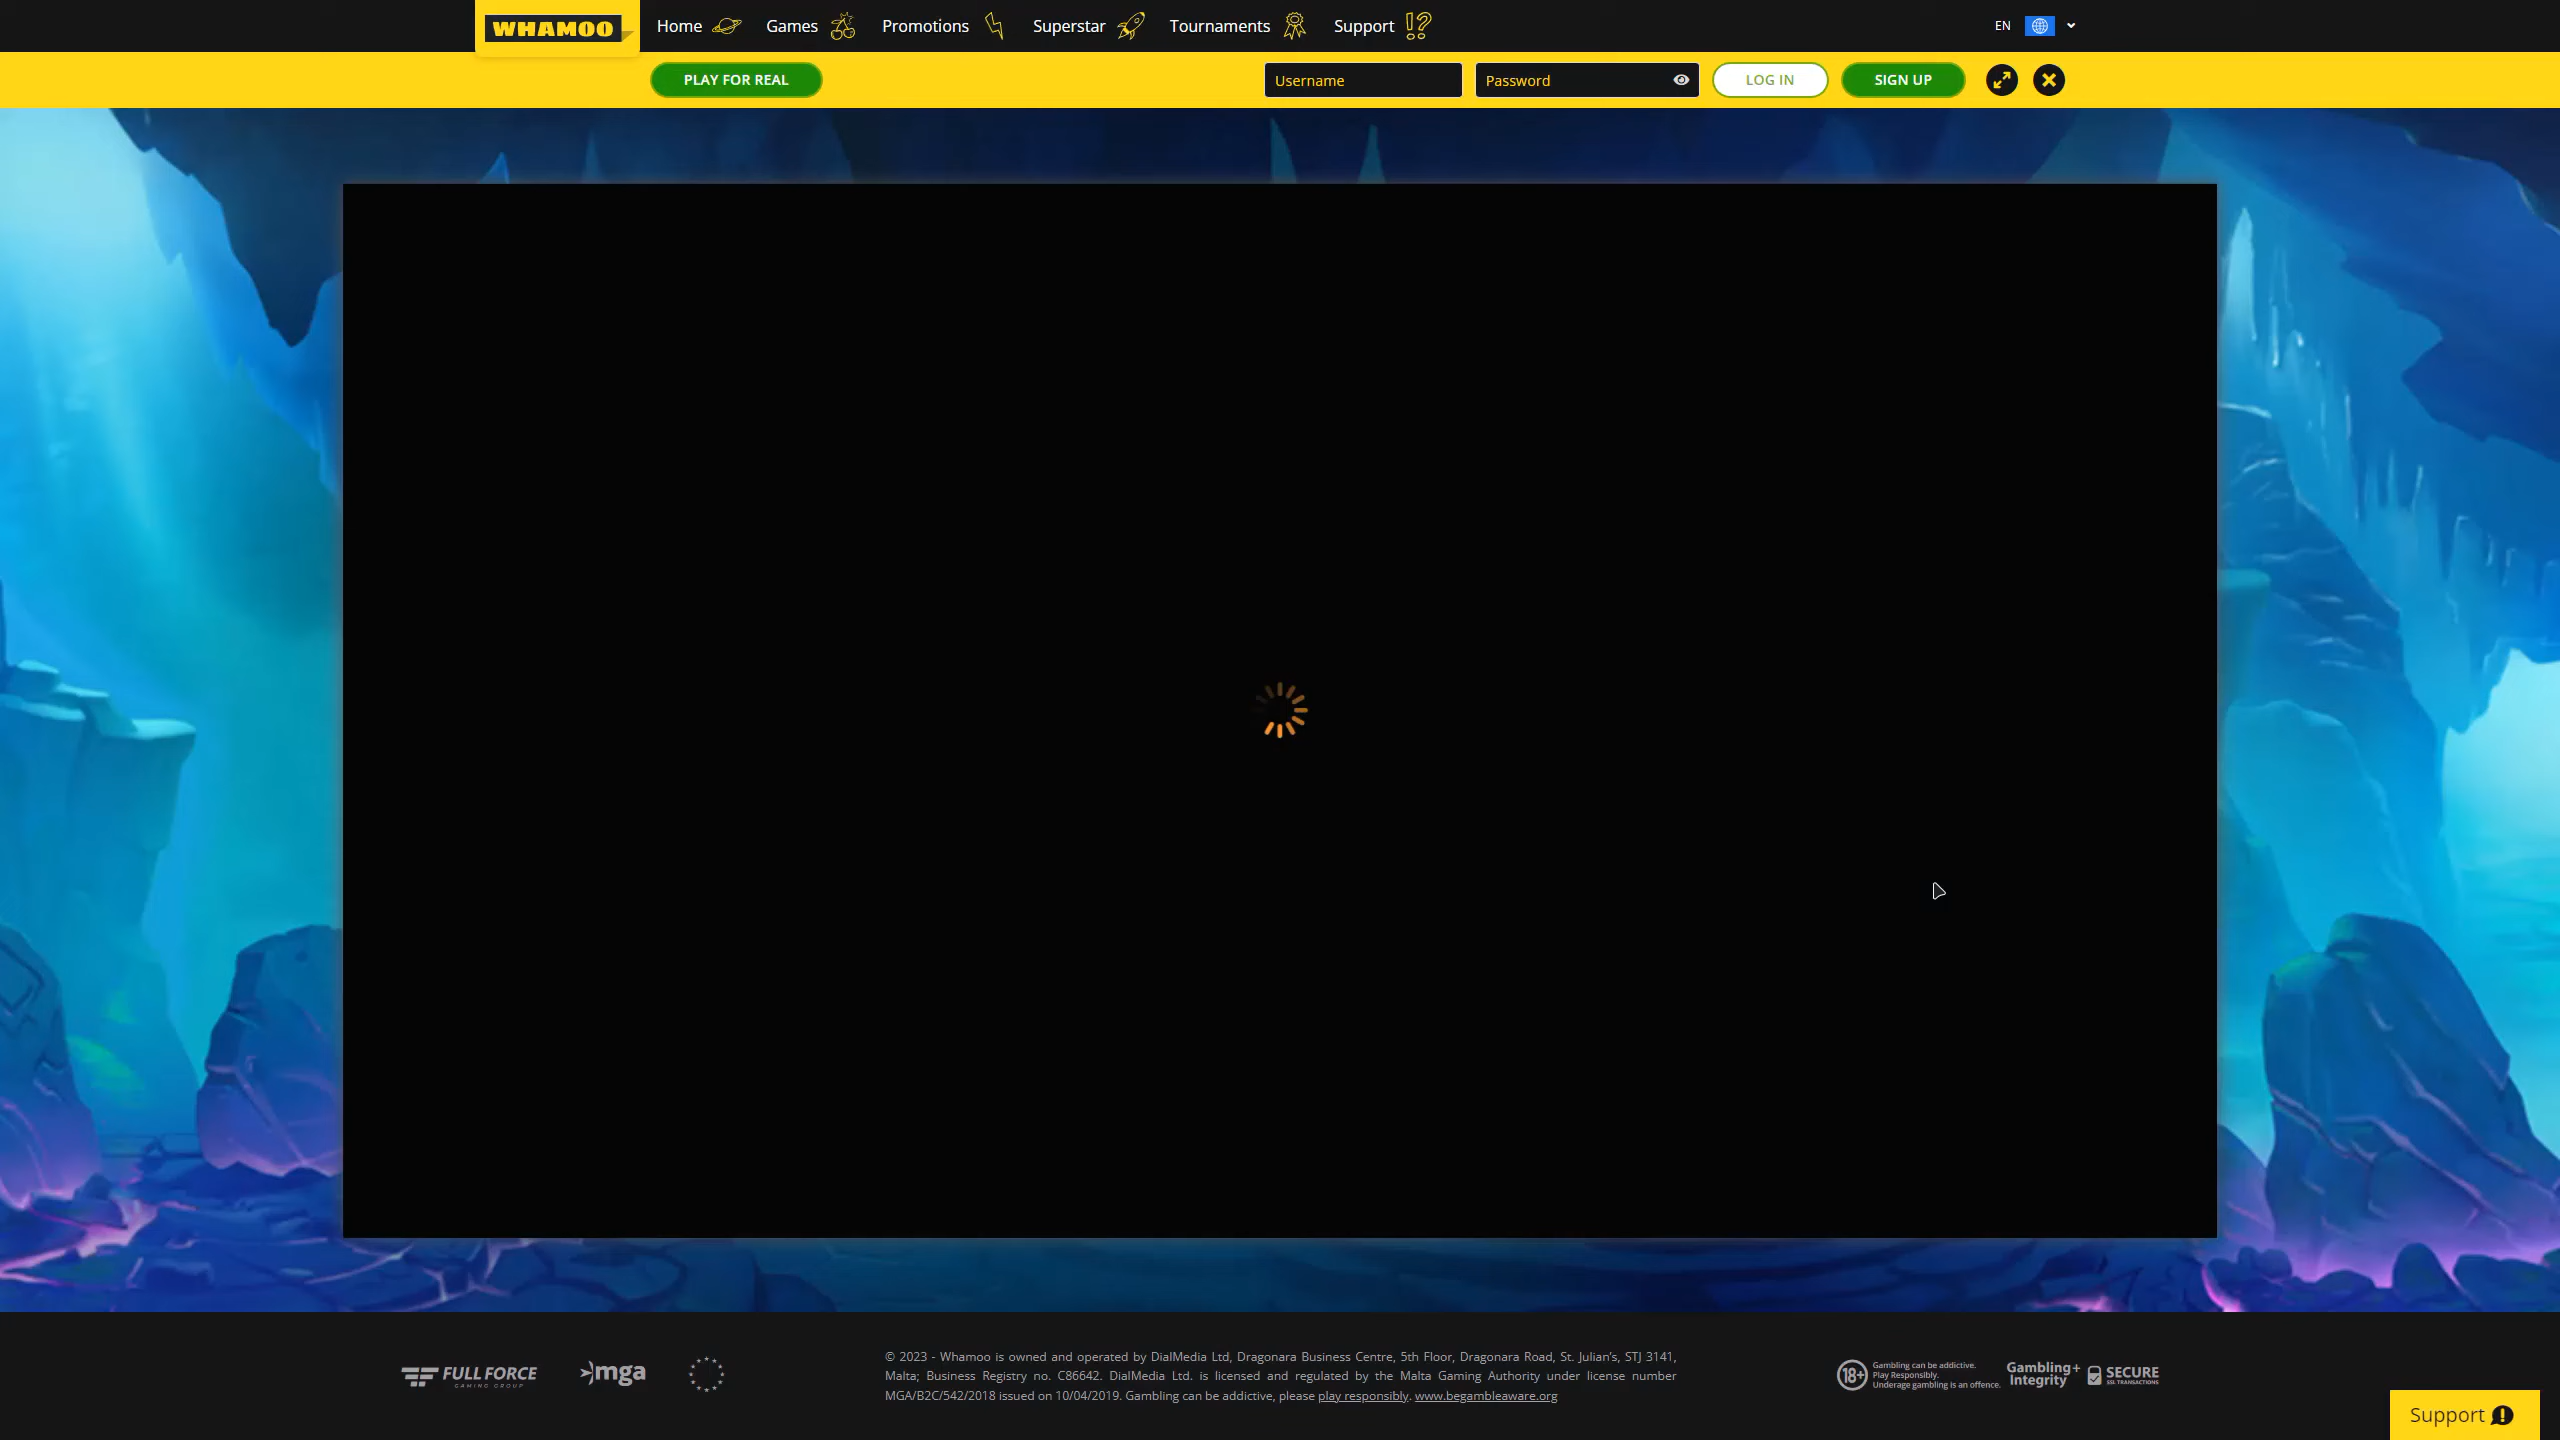 WHAMOO
Home
Games
Promotions
Superstar
Tournaments
Support
EN
PLAY FOR REAL
Username
Password
LOG IN
SIGN UP
FULL FORCE
GAMING GROUP
mga
© 2023 - Whamoo is owned and operated by DialMedia Ltd, Dragonara Business Centre, 5th Floor, Dragonara Road, St. Julian's, STJ 3141,
Malta; Business Registry no. C86642. DialMedia Ltd. is licensed and regulated by the Malta Gaming Authority under license number
MGA/B2C/542/2018 issued on 10/04/2019. Gambling can be addictive, please play responsibly. www.begambleaware.org
18+
Gambling can be addictive.
Play Responsibly.
Underage gambling is an offence.
Gambling+
Integrity
SECURE
SSL TRANSACTIONS
Support